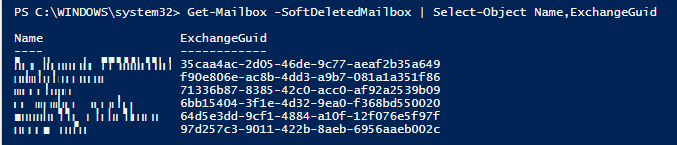 PS C:\WINDOWS\system32> Get-Mailbox -SoftDeletedMailbox | Select-Object Name,ExchangeGuid
Name ExchangeGuid
---- ------------
35caa4ac-2d05-46de-9c77-aeaf2b35a649
f90e806e-ac8b-4dd3-a9b7-081a1a351f86
71336b87-8385-42c0-acc0-af92a2539b09
6bb15404-3f1e-4d32-9ea0-f368bd550020
64d5e3dd-9cf1-4884-a10f-12f076e5f97f
97d257c3-9011-422b-8aeb-6956aaeb002c